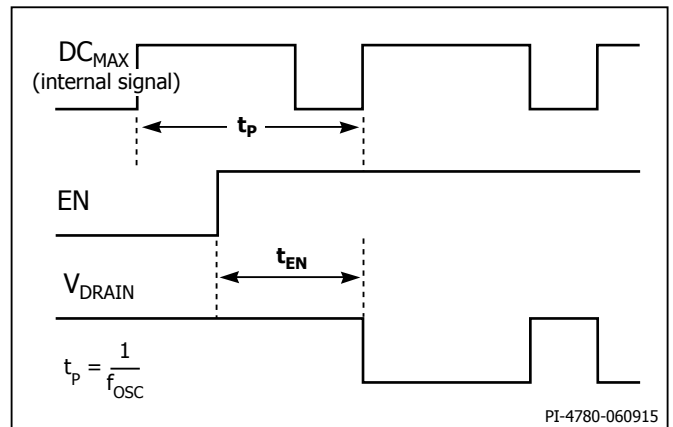 DCMAX
(internal signal)
tP
EN
tEN
VDRAIN
tP = 1/fOSC
PI-4780-060915